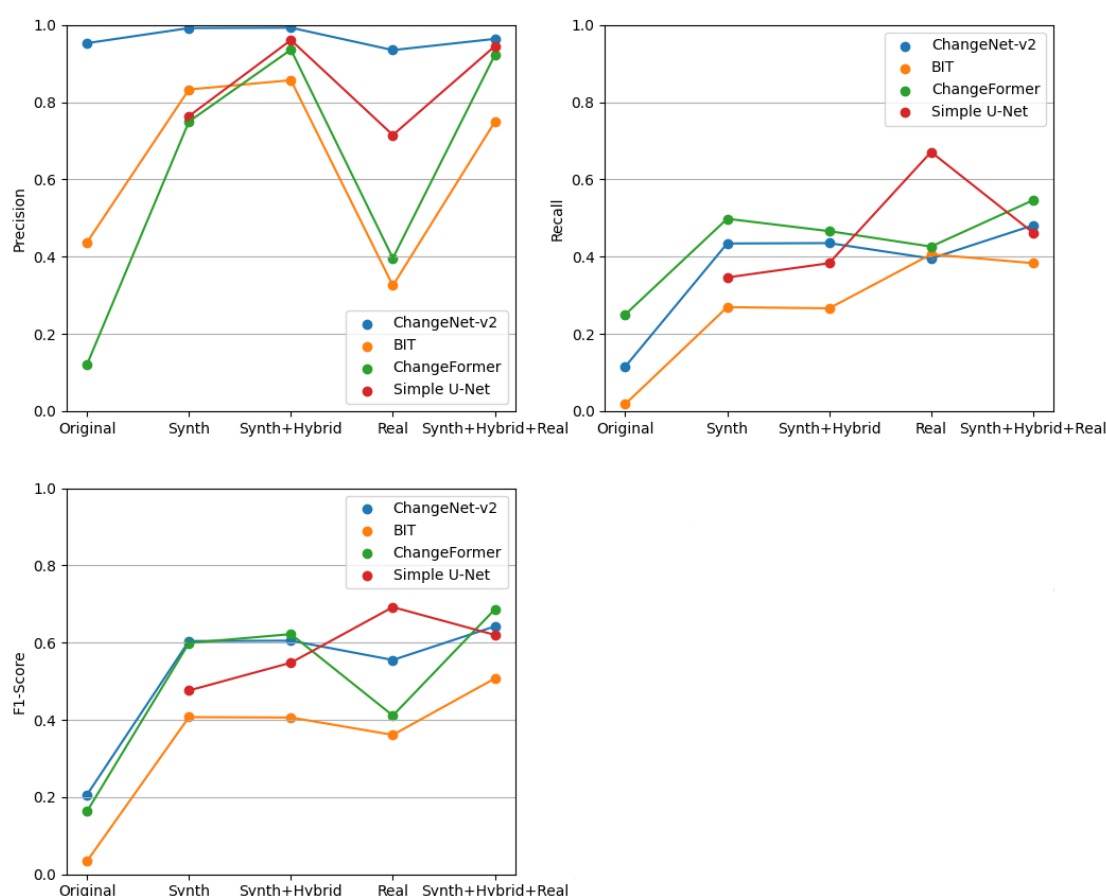 1.0
0.8
0.6
0.4
0.2
0.0
Precision
ChangeNet-v2
BIT
ChangeFormer
Simple U-Net
Original Synth Synth+Hybrid Real Synth+Hybrid+Real
1.0
0.8
0.6
0.4
0.2
0.0
Recall
ChangeNet-v2
BIT
ChangeFormer
Simple U-Net
Original Synth Synth+Hybrid Real Synth+Hybrid+Real
1.0
0.8
0.6
0.4
0.2
0.0
F1-Score
ChangeNet-v2
BIT
ChangeFormer
Simple U-Net
Original Synth Synth+Hybrid Real Synth+Hybrid+Real